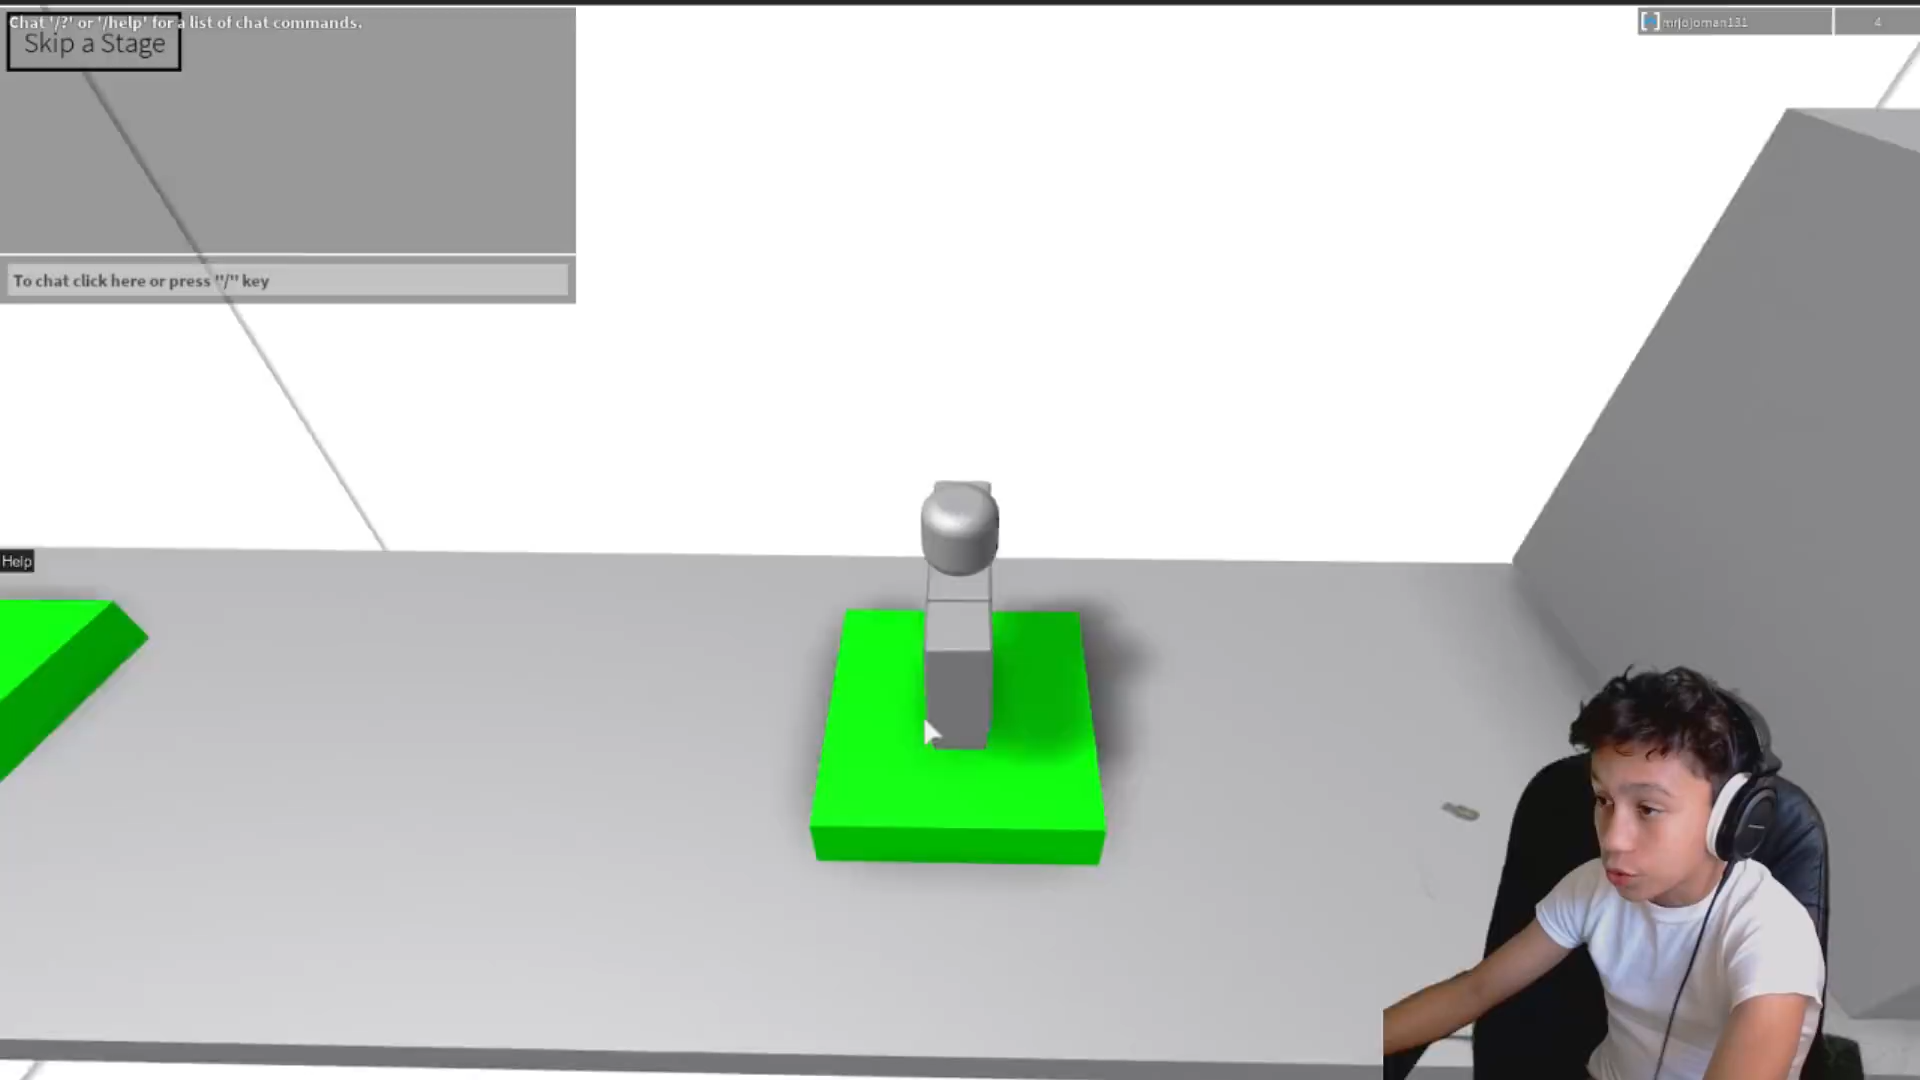 Chat '/?' or '/help' for a list of chat commands.
Skip a Stage
mrjojoman131 4
To chat click here or press "/" key
Help